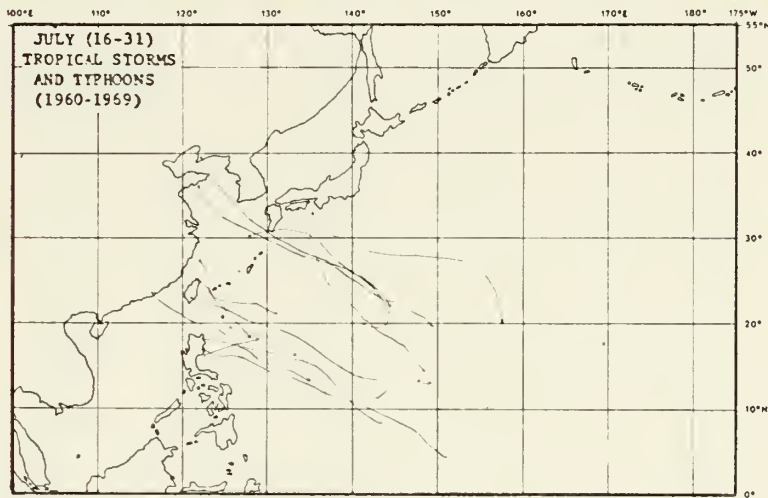 100°E 110° 120° 130° 140° 150° 160° 170°E 180° 175°W
JULY (16-31)
TROPICAL STORMS
AND TYPHOONS
(1960-1969)
55°N
50°
40°
30°
20°
10°N
0°